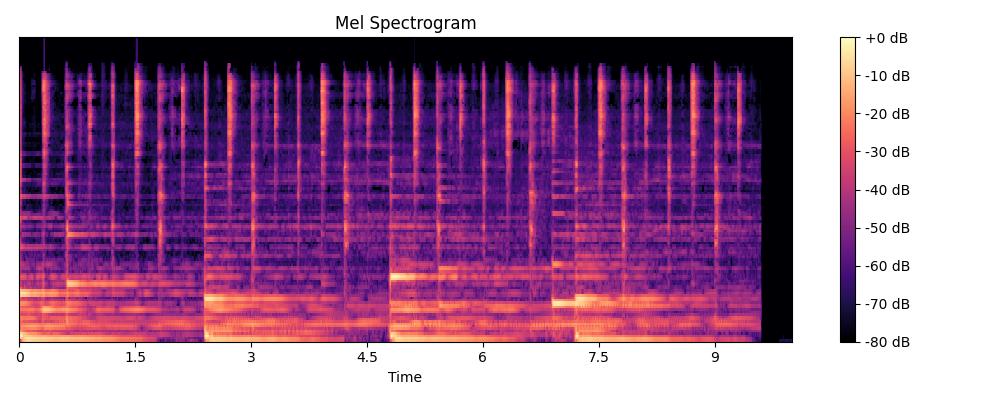 Mel Spectrogram
+0 dB
-10 dB
-20 dB
-30 dB
-40 dB
-50 dB
-60 dB
-70 dB
-80 dB
0 1.5 3 4.5 6 7.5 9
Time